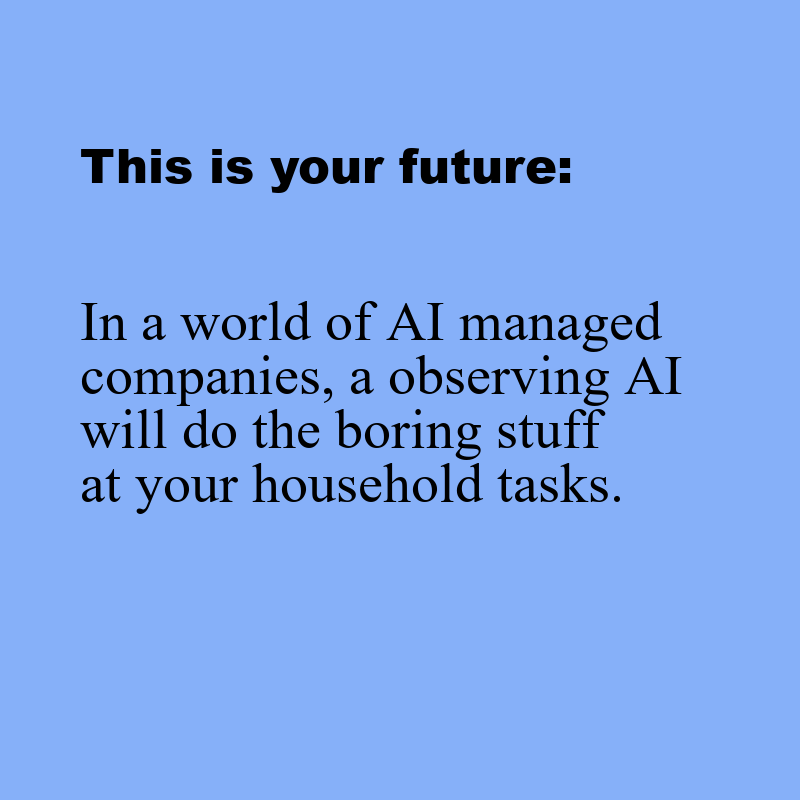 This is your future:
In a world of AI managed
companies, a observing AI
will do the boring stuff
at your household tasks.